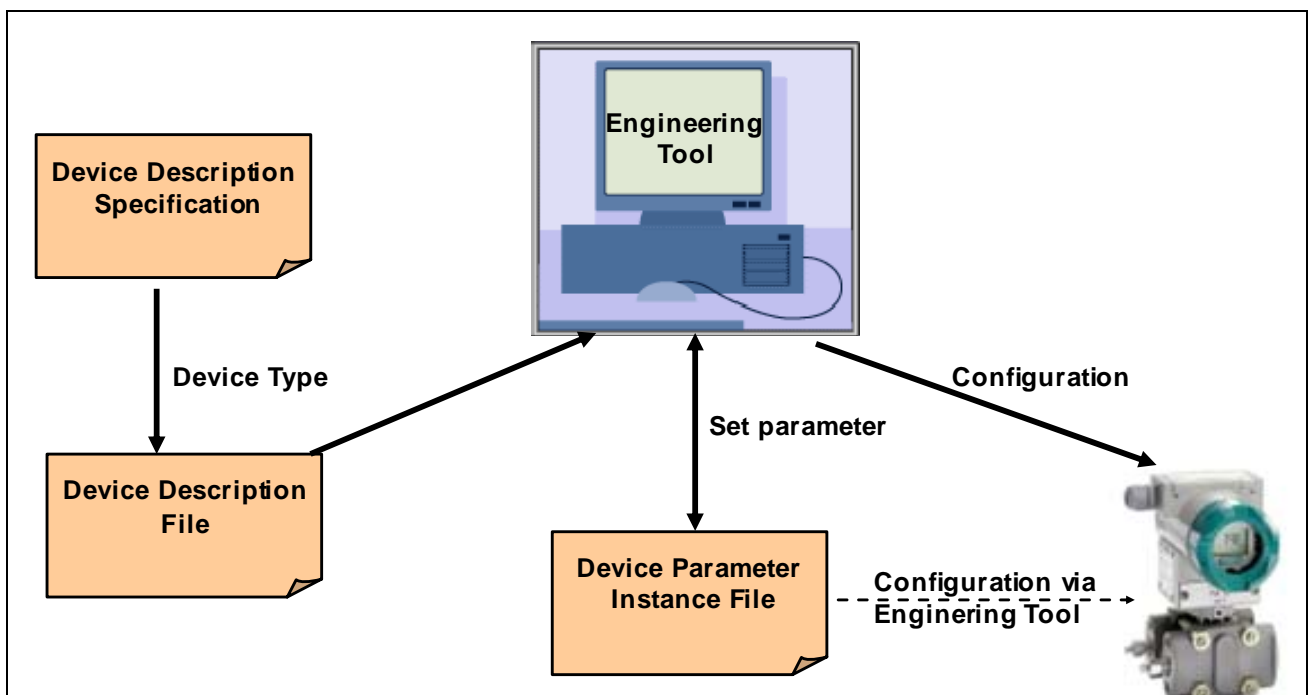 Engineering
Tool
Device Description
Specification
Device Type
Configuration
Set parameter
Device Description
File
Device Parameter
Instance File
Configuration via
Enginering Tool